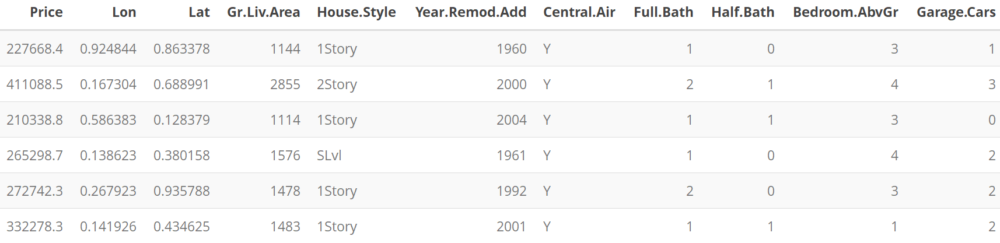 Price Lon Lat Gr.Liv.Area House.Style Year.Remod.Add Central.Air Full.Bath Half.Bath Bedroom.AbvGr Garage.Cars
227668.4 0.924844 0.863378 1144 1Story 1960 Y 1 0 3 1
411088.5 0.167304 0.688991 2855 2Story 2000 Y 2 1 4 3
210338.8 0.586383 0.128379 1114 1Story 2004 Y 1 1 3 0
265298.7 0.138623 0.380158 1576 SLvl 1961 Y 1 0 4 2
272742.3 0.267923 0.935788 1478 1Story 1992 Y 2 0 3 2
332278.3 0.141926 0.434625 1483 1Story 2001 Y 1 1 1 2